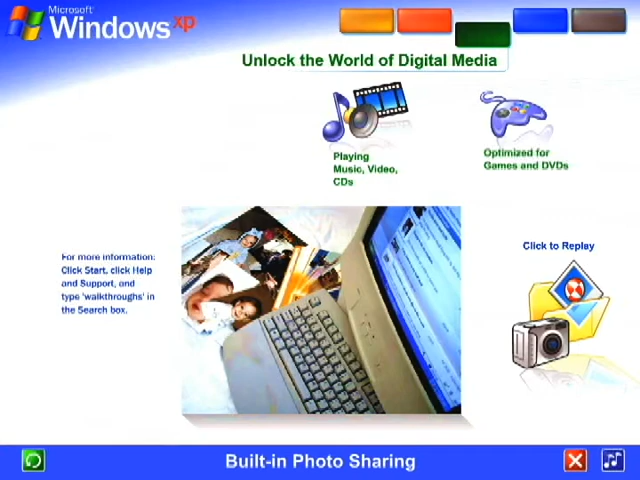 Microsoft®
Windows xp
Unlock the World of Digital Media
Playing
Music, Video,
CDs
Optimized for
Games and DVDs
Click to Replay
For more information:
Click Start, click Help
and Support, and
type 'walkthroughs' in
the Search box.
Built-in Photo Sharing